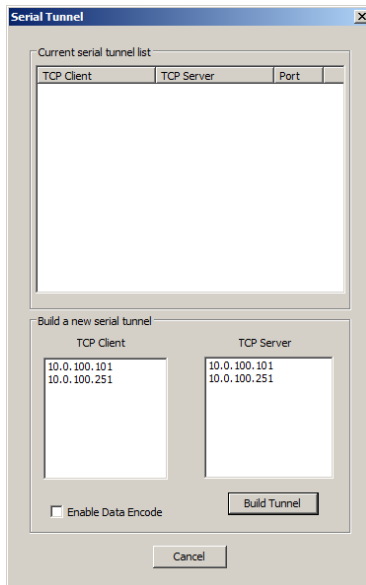 Serial Tunnel
Current serial tunnel list
TCP Client TCP Server Port
Build a new serial tunnel
TCP Client TCP Server
10.0.100.101 10.0.100.101
10.0.100.251 10.0.100.251
Enable Data Encode Build Tunnel
Cancel